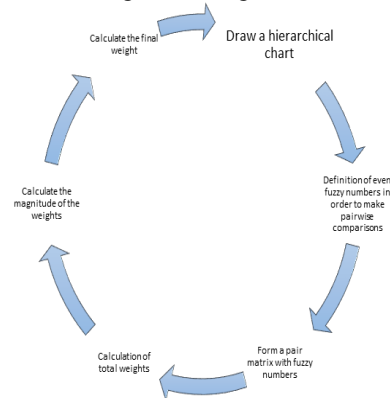 Calculate the final
weight
Draw a hierarchical
chart
Definition of even
fuzzy numbers in
order to make
pairwise
comparisons
Form a pair
matrix with fuzzy
numbers
Calculation of
total weights
Calculate the
magnitude of the
weights